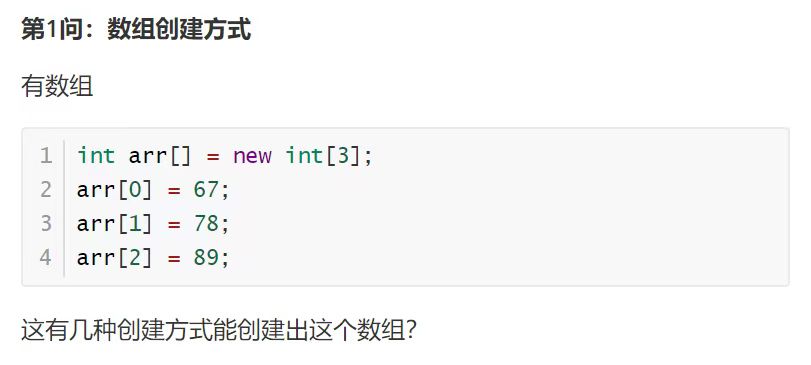 第1问：数组创建方式
有数组
1 int arr[] = new int[3];
2 arr[0] = 67;
3 arr[1] = 78;
4 arr[2] = 89;
这有几种创建方式能创建出这个数组？